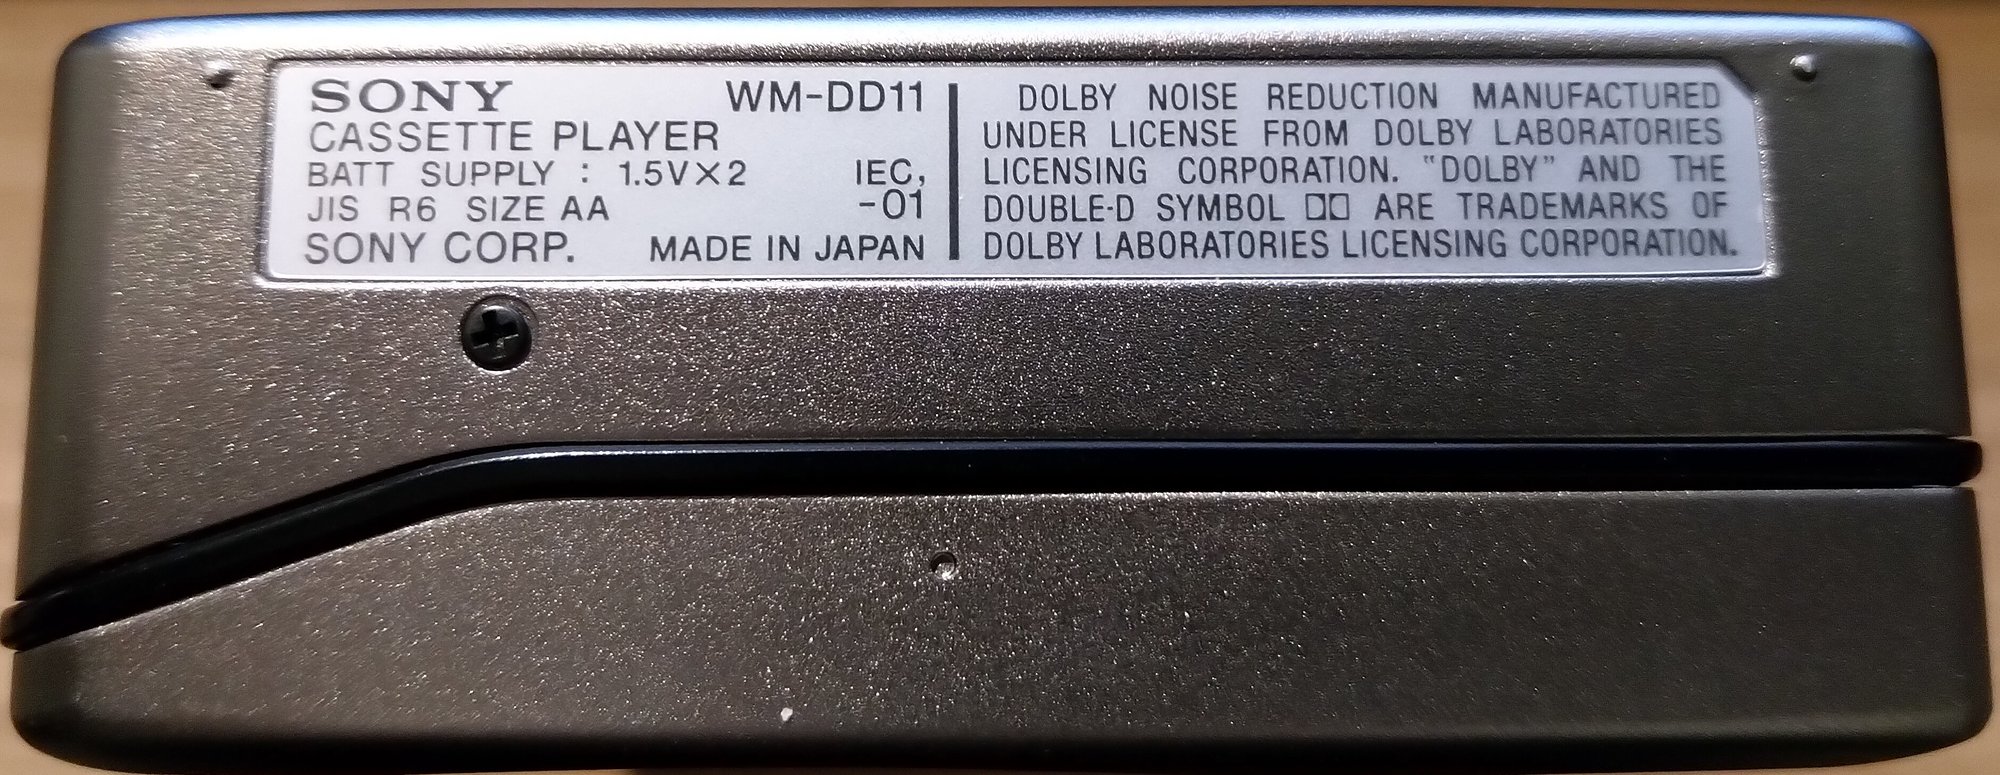 SONY WM-DD11
CASSETTE PLAYER
BATT SUPPLY : 1.5V×2 IEC,
JIS R6 SIZE AA -01
SONY CORP. MADE IN JAPAN
DOLBY NOISE REDUCTION MANUFACTURED
UNDER LICENSE FROM DOLBY LABORATORIES
LICENSING CORPORATION. "DOLBY" AND THE
DOUBLE-D SYMBOL ARE TRADEMARKS OF
DOLBY LABORATORIES LICENSING CORPORATION.